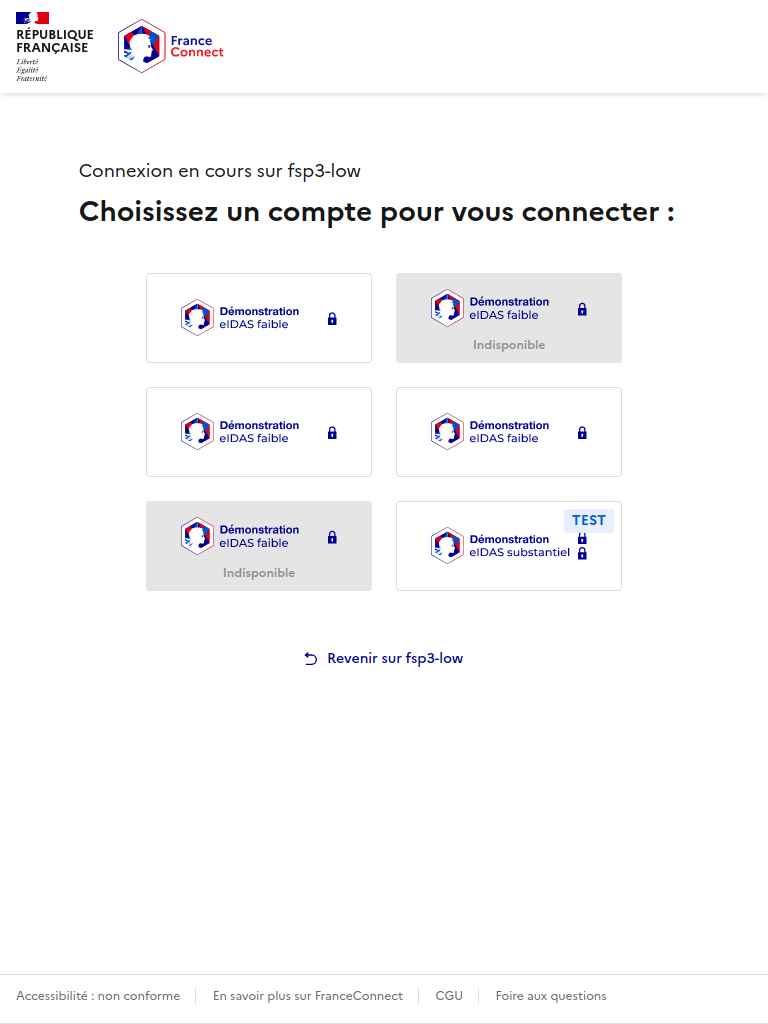 RÉPUBLIQUE
FRANÇAISE
Liberté
Égalité
Fraternité
France
Connect
Connexion en cours sur fsp3-low
Choisissez un compte pour vous connecter :
Démonstration
eIDAS faible
Démonstration
eIDAS faible
Indisponible
Démonstration
eIDAS faible
Démonstration
eIDAS faible
Démonstration
eIDAS faible
Indisponible
TEST
Démonstration
eIDAS substantiel
Revenir sur fsp3-low
Accessibilité : non conforme
En savoir plus sur FranceConnect
CGU
Foire aux questions